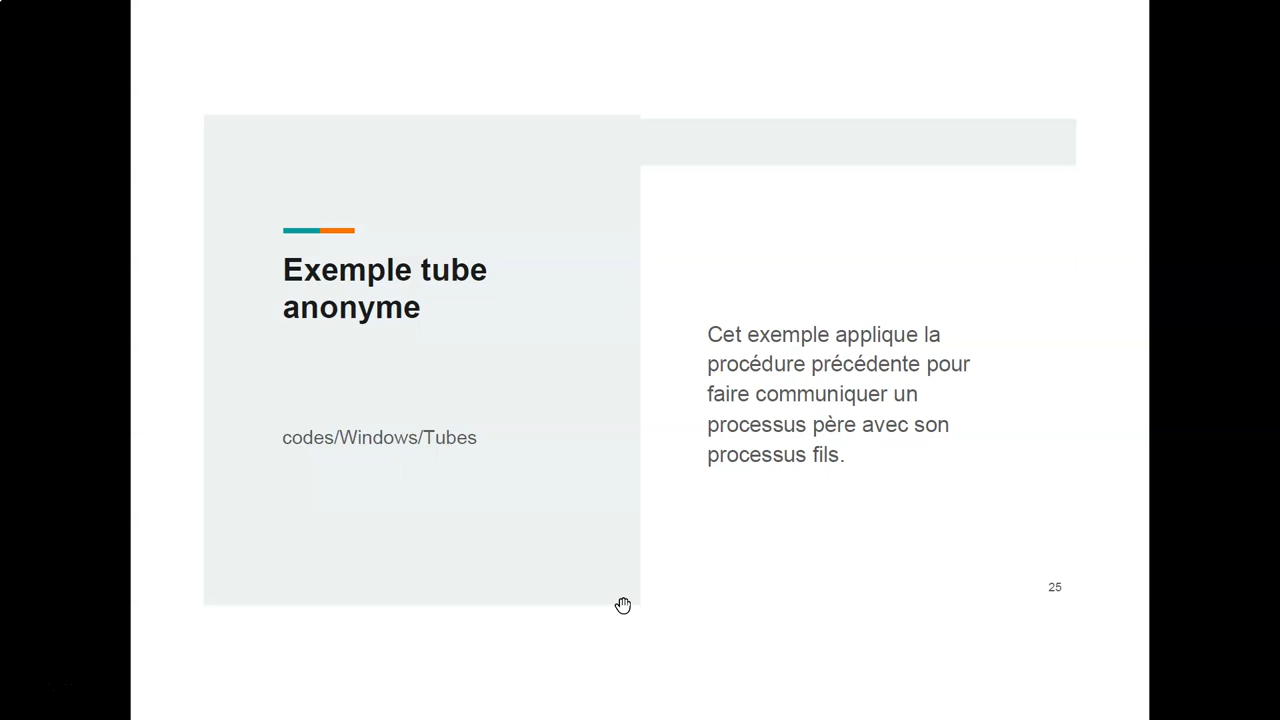 Exemple tube
anonyme
codes/Windows/Tubes
Cet exemple applique la
procédure précédente pour
faire communiquer un
processus père avec son
processus fils.
25